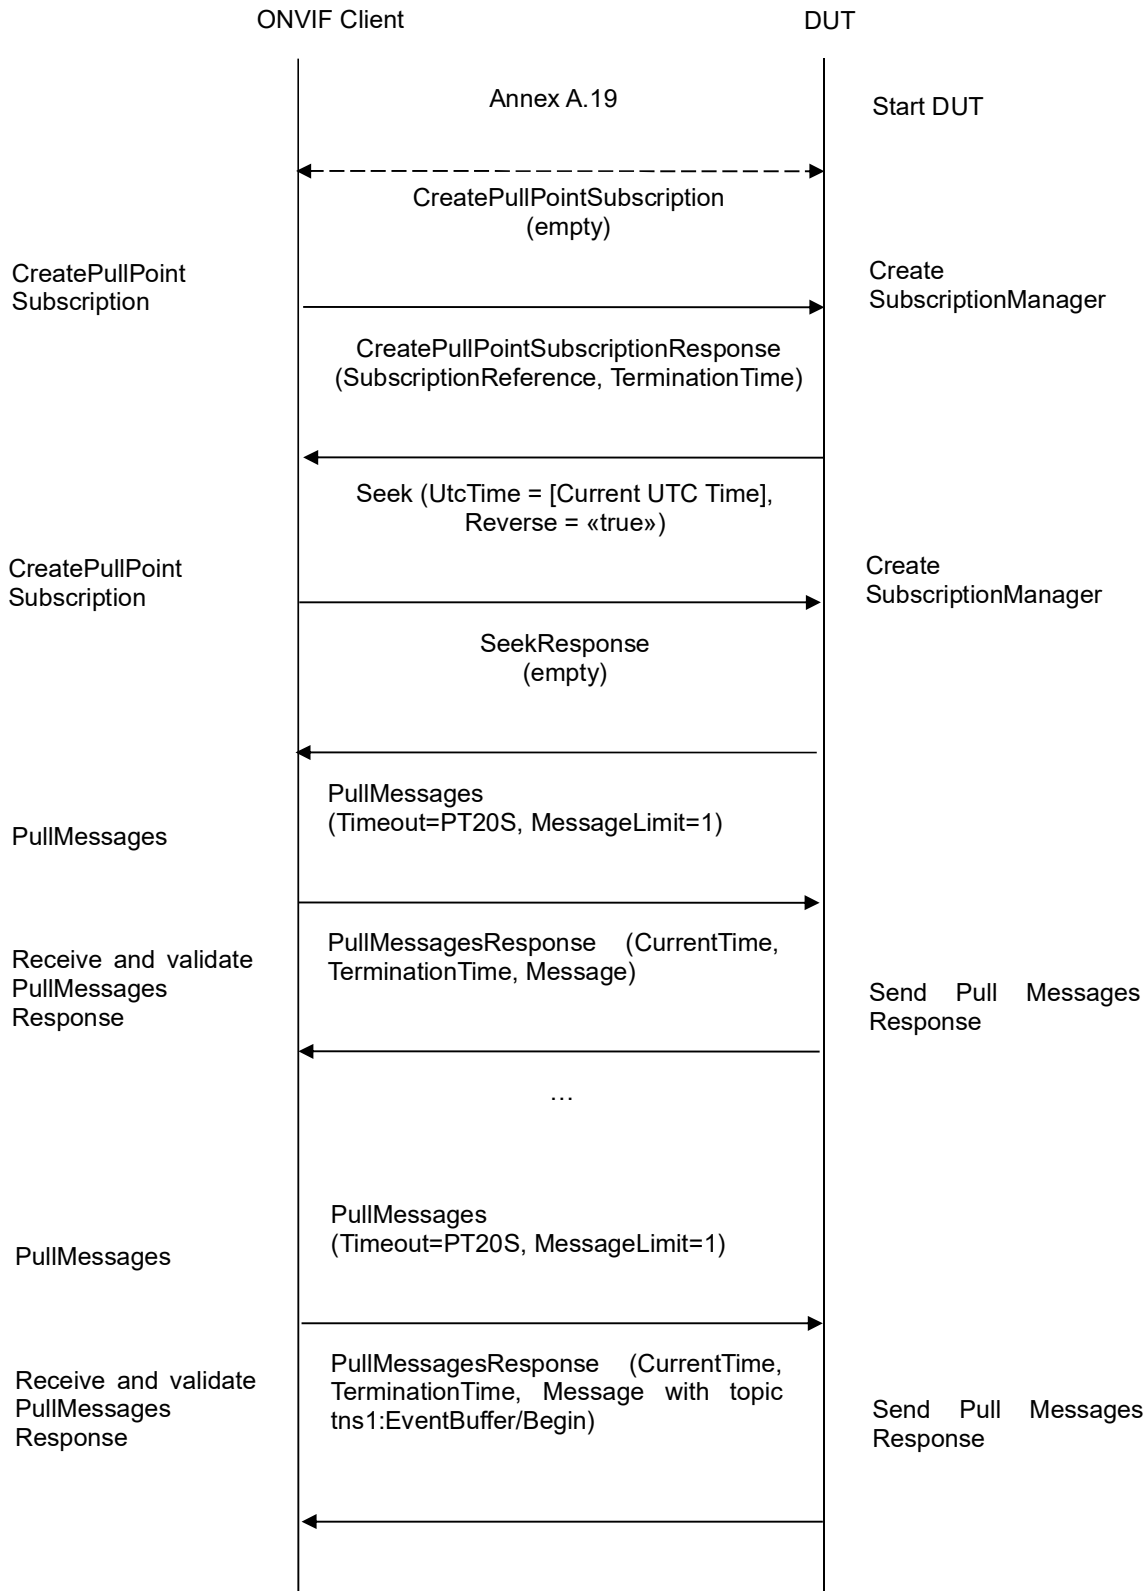 ONVIF Client
DUT
Annex A.19
Start DUT
CreatePullPointSubscription
(empty)
CreatePullPoint
Subscription
Create
SubscriptionManager
CreatePullPointSubscriptionResponse
(SubscriptionReference, TerminationTime)
Seek (UtcTime = [Current UTC Time],
Reverse = «true»)
CreatePullPoint
Subscription
Create
SubscriptionManager
SeekResponse
(empty)
PullMessages
(Timeout=PT20S, MessageLimit=1)
PullMessages
PullMessagesResponse (CurrentTime,
TerminationTime, Message)
Receive and validate
PullMessages
Response
Send Pull Messages
Response
…
PullMessages
(Timeout=PT20S, MessageLimit=1)
PullMessages
PullMessagesResponse (CurrentTime,
TerminationTime, Message with topic
tns1:EventBuffer/Begin)
Receive and validate
PullMessages
Response
Send Pull Messages
Response